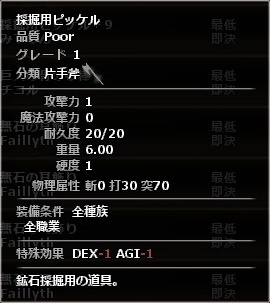 採掘用ピッケル
品質 Poor
グレード 1
分類 片手斧
攻撃力 1
魔法攻撃力 0
耐久度 20/20
重量 6.00
硬度 1
物理属性 斬0 打30 突70
装備条件 全種族
全職業
特殊効果 DEX-1 AGI-1
鉱石採掘用の道具。